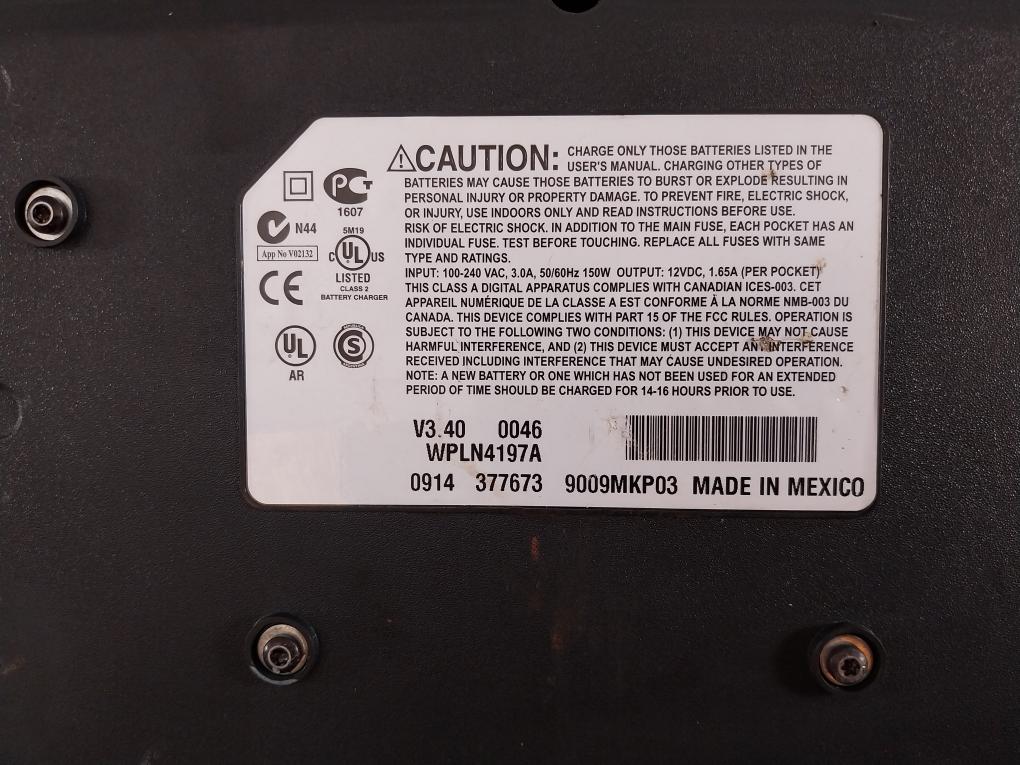 ⚠CAUTION: CHARGE ONLY THOSE BATTERIES LISTED IN THE
USER'S MANUAL. CHARGING OTHER TYPES OF
BATTERIES MAY CAUSE THOSE BATTERIES TO BURST OR EXPLODE RESULTING IN
PERSONAL INJURY OR PROPERTY DAMAGE. TO PREVENT FIRE, ELECTRIC SHOCK,
OR INJURY, USE INDOORS ONLY AND READ INSTRUCTIONS BEFORE USE.
RISK OF ELECTRIC SHOCK. IN ADDITION TO THE MAIN FUSE, EACH POCKET HAS AN
INDIVIDUAL FUSE. TEST BEFORE TOUCHING. REPLACE ALL FUSES WITH SAME
TYPE AND RATINGS.
INPUT: 100-240 VAC, 3.0A, 50/60Hz 150W OUTPUT: 12VDC, 1.65A (PER POCKET)
THIS CLASS A DIGITAL APPARATUS COMPLIES WITH CANADIAN ICES-003. CET
APPAREIL NUMÉRIQUE DE LA CLASSE A EST CONFORME À LA NORME NMB-003 DU
CANADA. THIS DEVICE COMPLIES WITH PART 15 OF THE FCC RULES. OPERATION IS
SUBJECT TO THE FOLLOWING TWO CONDITIONS: (1) THIS DEVICE MAY NOT CAUSE
HARMFUL INTERFERENCE, AND (2) THIS DEVICE MUST ACCEPT AN INTERFERENCE
RECEIVED INCLUDING INTERFERENCE THAT MAY CAUSE UNDESIRED OPERATION.
NOTE: A NEW BATTERY OR ONE WHICH HAS NOT BEEN USED FOR AN EXTENDED
PERIOD OF TIME SHOULD BE CHARGED FOR 14-16 HOURS PRIOR TO USE.
PCT
1607
N44
App No V02132
5M19
C UL US
LISTED
CLASS 2
BATTERY CHARGER
CE
UL
AR
S
V3.40 0046
WPLN4197A
0914 377673 9009MKP03 MADE IN MEXICO